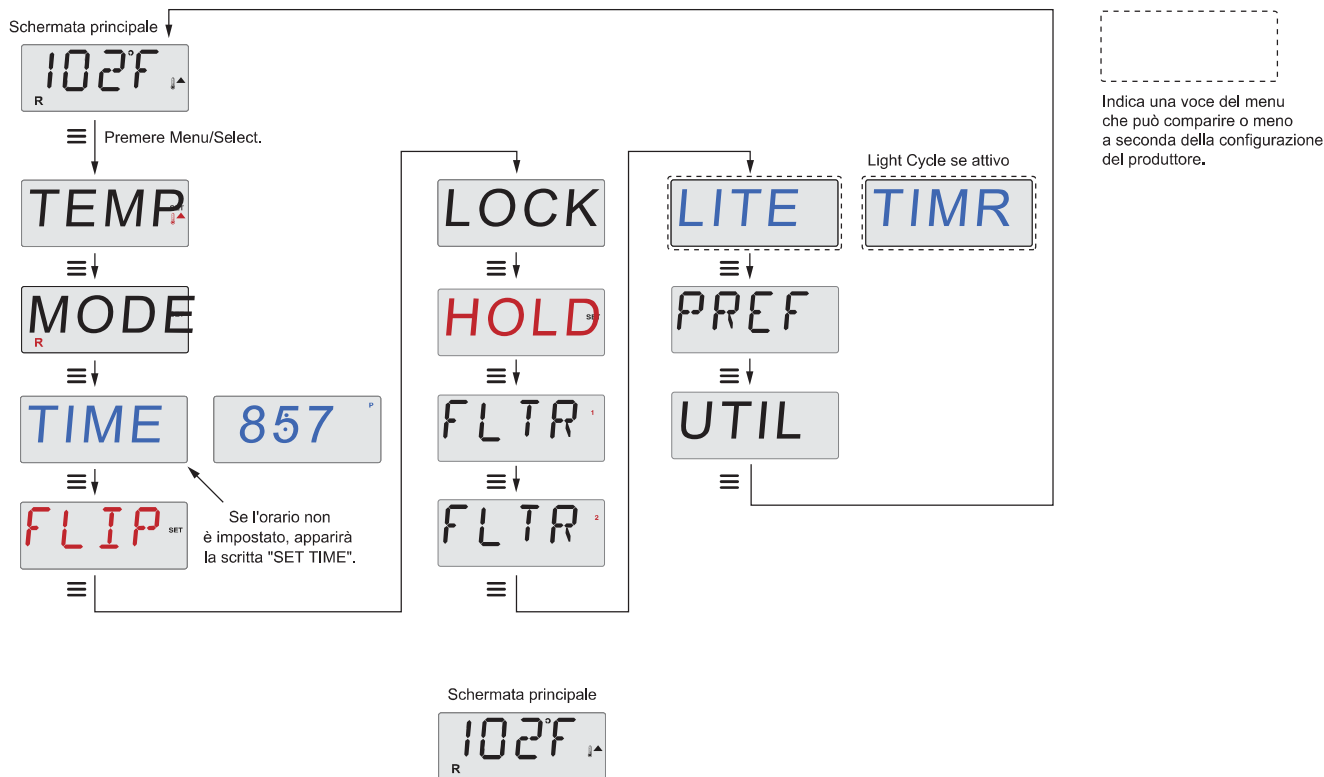 Schermata principale
102°F
R
Premere Menu/Select.
TEMP
MODE
R
TIME
857 P
FLIP SET
Se l'orario non
è impostato, apparirà
la scritta "SET TIME".
LOCK
HOLD SET
FLTR 1
FLTR 2
Light Cycle se attivo
LITE
TIMR
PREF
UTIL
Indica una voce del menu
che può comparire o meno
a seconda della configurazione
del produttore.
Schermata principale
102°F
R